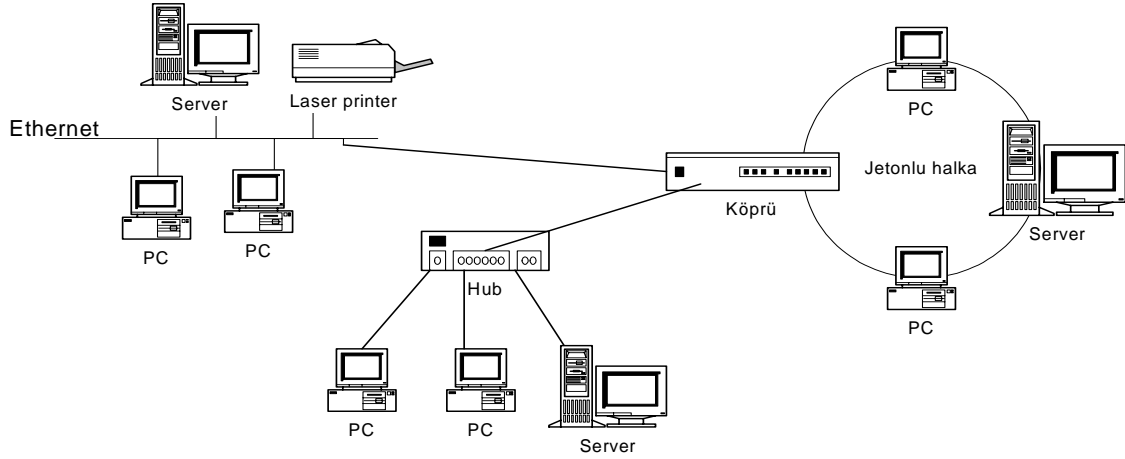 Server
Laser printer
Ethernet
PC
PC
PC
Jetonlu halka
Server
PC
Köprü
Hub
PC
PC
Server